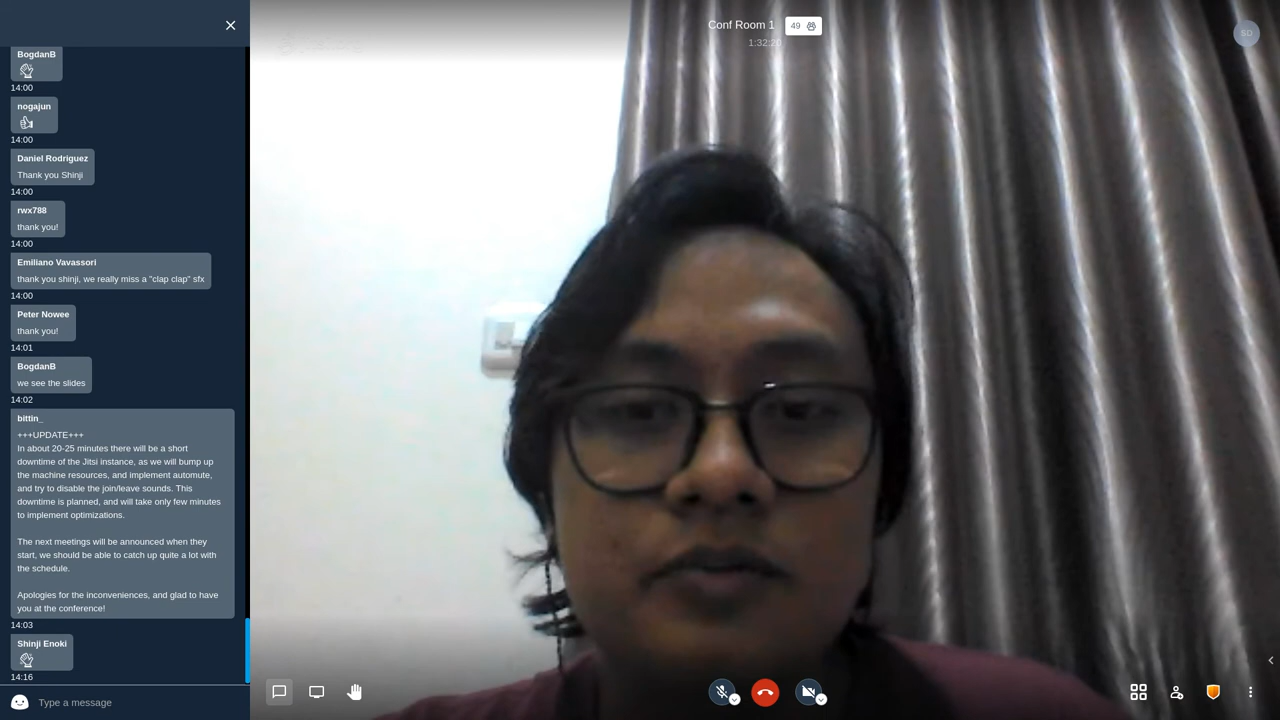 BogdanB
14:00
nogajun
14:00
Daniel Rodriguez
Thank you Shinji
14:00
rwx788
thank you!
14:00
Emiliano Vavassori
thank you shinji, we really miss a "clap clap" sfx
14:00
Peter Nowee
thank you!
14:01
BogdanB
we see the slides
14:02
bittin_
+++UPDATE+++
In about 20-25 minutes there will be a short
downtime of the Jitsi instance, as we will bump up
the machine resources, and implement automute,
and try to disable the join/leave sounds. This
downtime is planned, and will take only few minutes
to implement optimizations.
The next meetings will be announced when they
start, we should be able to catch up quite a lot with
the schedule.
Apologies for the inconveniences, and glad to have
you at the conference!
14:03
Shinji Enoki
14:16
Type a message
Conf Room 1
49
1:32:20
SD